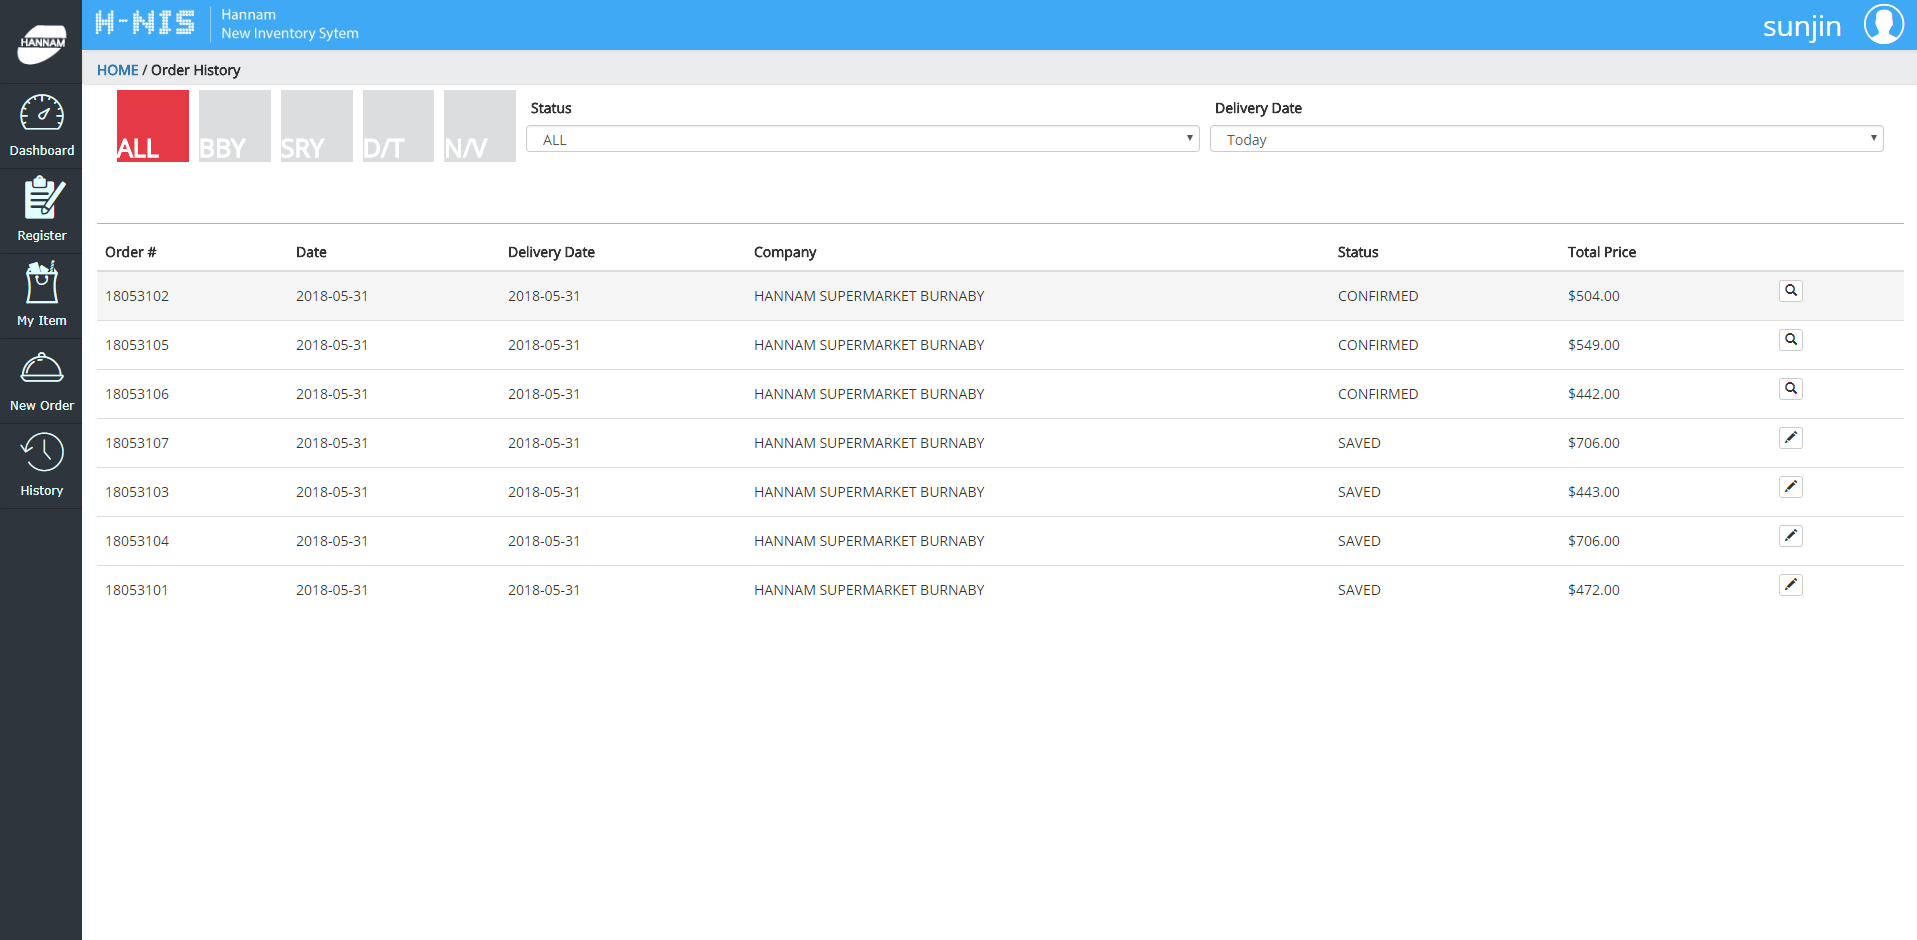 HANNAM
H-NIS
Hannam
New Inventory Sytem
sunjin
HOME / Order History
Dashboard
Register
My Item
New Order
History
ALL
BBY
SRY
D/T
N/V
Status
ALL
Delivery Date
Today
Order # Date Delivery Date Company Status Total Price
18053102 2018-05-31 2018-05-31 HANNAM SUPERMARKET BURNABY CONFIRMED $504.00
18053105 2018-05-31 2018-05-31 HANNAM SUPERMARKET BURNABY CONFIRMED $549.00
18053106 2018-05-31 2018-05-31 HANNAM SUPERMARKET BURNABY CONFIRMED $442.00
18053107 2018-05-31 2018-05-31 HANNAM SUPERMARKET BURNABY SAVED $706.00
18053103 2018-05-31 2018-05-31 HANNAM SUPERMARKET BURNABY SAVED $443.00
18053104 2018-05-31 2018-05-31 HANNAM SUPERMARKET BURNABY SAVED $706.00
18053101 2018-05-31 2018-05-31 HANNAM SUPERMARKET BURNABY SAVED $472.00